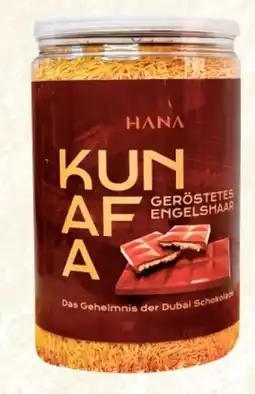 HANA
KUN
AF
A
GERÖSTETES
ENGELSHAAR
Das Geheimnis der Dubai Schokolade